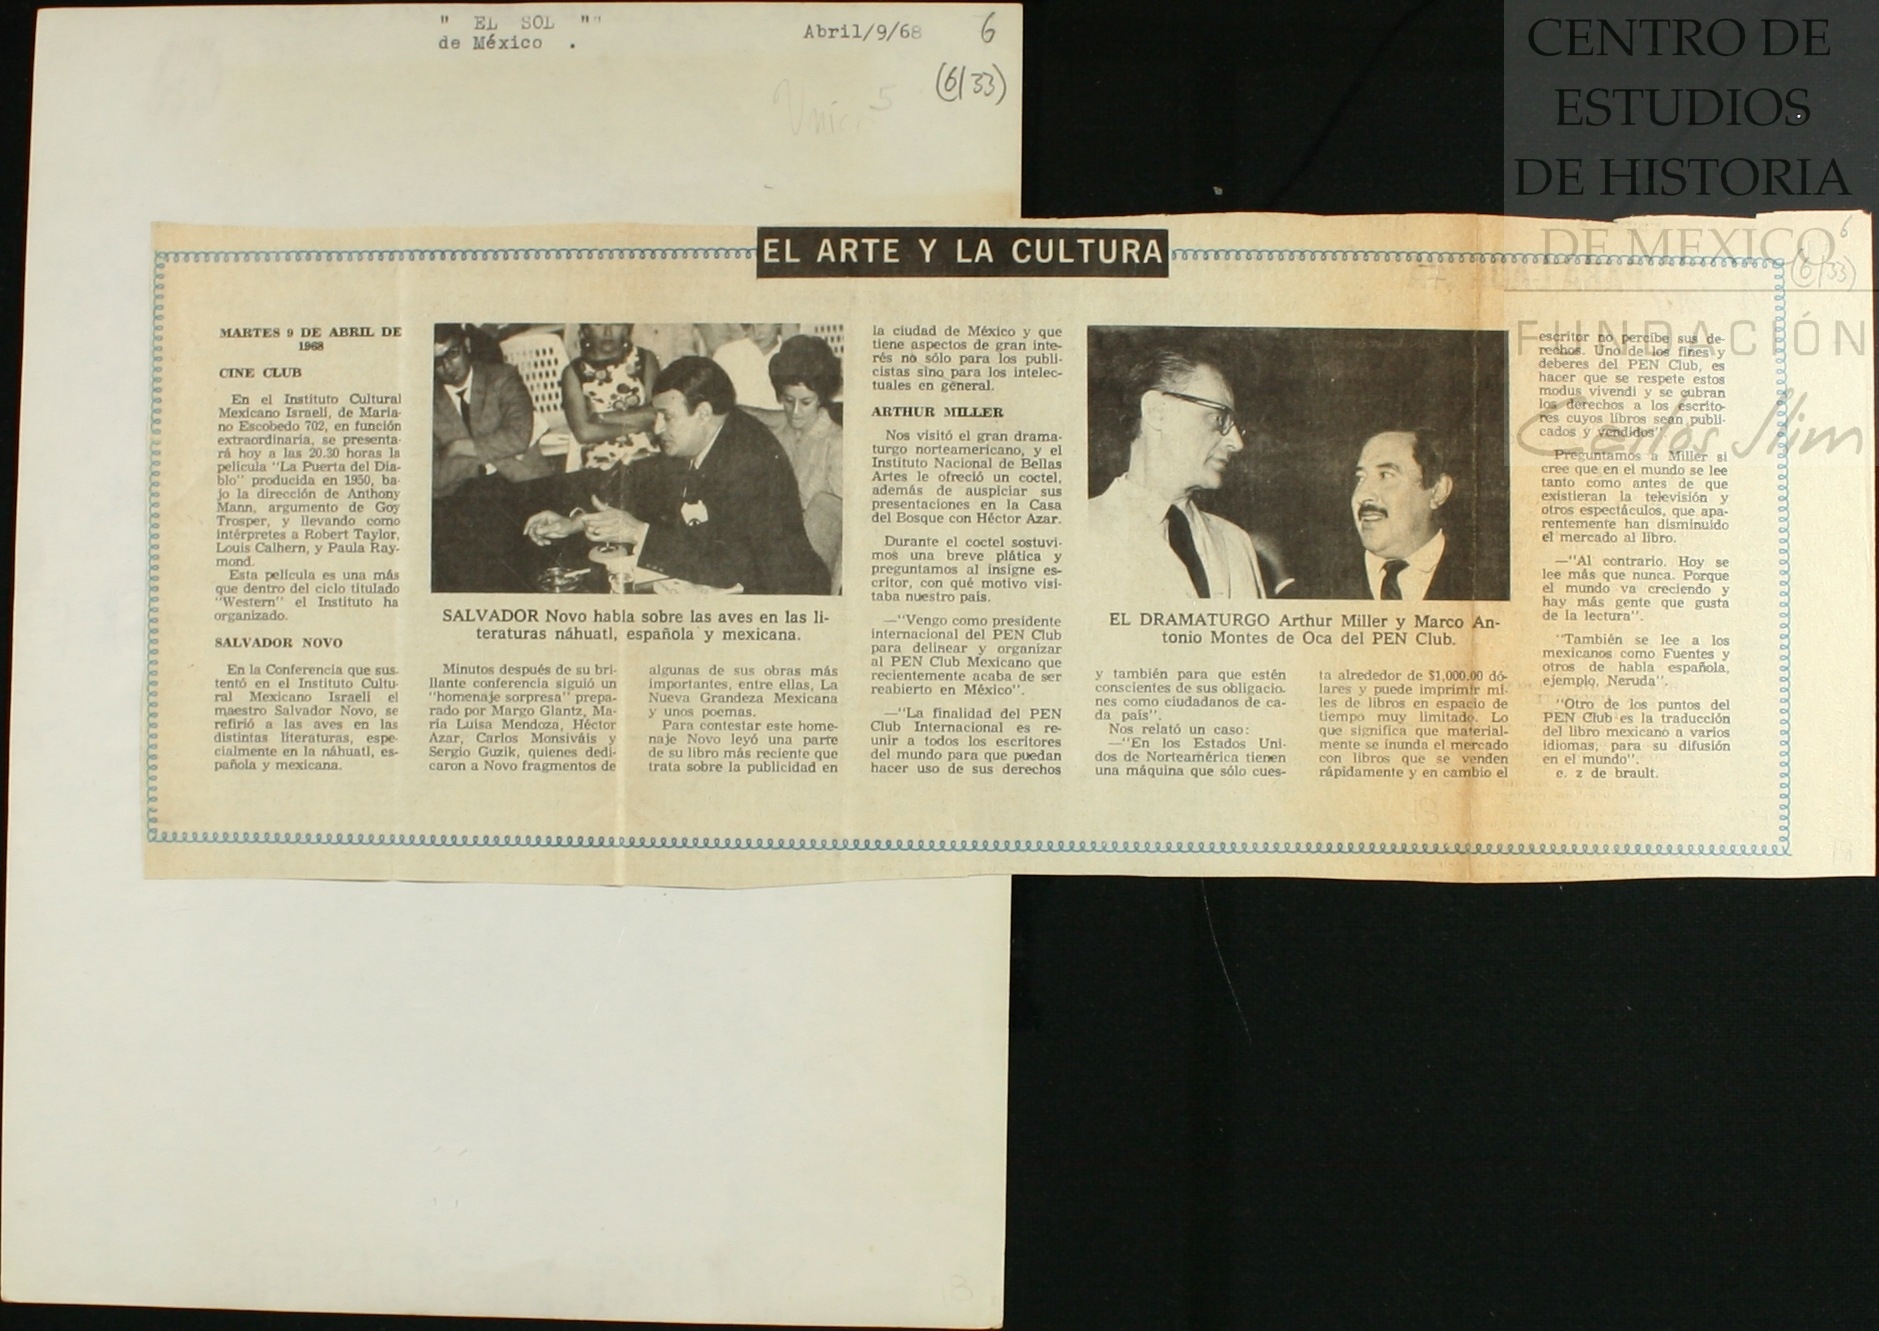 " EL SOL ""
de México .
Abril/9/68
6
(6/33)
5
CENTRO DE
ESTUDIOS
DE HISTORIA
DE MEXICO
FUNDACIÓN
Carlos Slim
6
(6/33)
EL ARTE Y LA CULTURA
MARTES 9 DE ABRIL DE
1968
CINE CLUB
En el Instituto Cultural
Mexicano Israelí, de Maria-
no Escobedo 702, en función
extraordinaria, se presenta-
rá hoy a las 20.30 horas la
película "La Puerta del Dia-
blo" producida en 1950, ba-
jo la dirección de Anthony
Mann, argumento de Goy
Trosper, y llevando como
intérpretes a Robert Taylor,
Louis Calhern, y Paula Ray-
mond.
Esta película es una más
que dentro del ciclo titulado
"Western" el Instituto ha
organizado.
SALVADOR NOVO
En la Conferencia que sus-
tentó en el Instituto Cultu-
ral Mexicano Israelí el
maestro Salvador Novo, se
refirió a las aves en las
distintas literaturas, espe-
cialmente en la náhuatl, es-
pañola y mexicana.
SALVADOR Novo habla sobre las aves en las li-
teraturas náhuatl, española y mexicana.
Minutos después de su bri-
llante conferencia siguió un
"homenaje sorpresa" prepa-
rado por Margo Glantz, Ma-
ría Luisa Mendoza, Héctor
Azar, Carlos Monsiváis y
Sergio Guzik, quienes dedi-
caron a Novo fragmentos de
algunas de sus obras más
importantes, entre ellas, La
Nueva Grandeza Mexicana
y unos poemas.
Para contestar este home-
naje Novo leyó una parte
de su libro más reciente que
trata sobre la publicidad en
la ciudad de México y que
tiene aspectos de gran inte-
rés no sólo para los publi-
cistas sino para los intelec-
tuales en general.
ARTHUR MILLER
Nos visitó el gran drama-
turgo norteamericano, y el
Instituto Nacional de Bellas
Artes le ofreció un coctel,
además de auspiciar sus
presentaciones en la Casa
del Bosque con Héctor Azar.
Durante el coctel sostuvi-
mos una breve plática y
preguntamos al insigne es-
critor, con qué motivo visi-
taba nuestro país.
—"Vengo como presidente
internacional del PEN Club
para delinear y organizar
al PEN Club Mexicano que
recientemente acaba de ser
reabierto en México".
—"La finalidad del PEN
Club Internacional es re-
unir a todos los escritores
del mundo para que puedan
hacer uso de sus derechos
EL DRAMATURGO Arthur Miller y Marco An-
tonio Montes de Oca del PEN Club.
y también para que estén
conscientes de sus obligacio-
nes como ciudadanos de ca-
da país".
Nos relató un caso:
—"En los Estados Uni-
dos de Norteamérica tienen
una máquina que sólo cues-
ta alrededor de $1,000.00 dó-
lares y puede imprimir mi-
les de libros en espacio de
tiempo muy limitado. Lo
que significa que material-
mente se inunda el mercado
con libros que se venden
rápidamente y en cambio el
escritor no percibe sus de-
rechos. Uno de los fines y
deberes del PEN Club, es
hacer que se respete estos
modus vivendi y se cubran
los derechos a los escrito-
res cuyos libros sean publi-
cados y vendidos"
Preguntamos a Miller si
cree que en el mundo se lee
tanto como antes de que
existieran la televisión y
otros espectáculos, que apa-
rentemente han disminuido
el mercado al libro.
—"Al contrario. Hoy se
lee más que nunca. Porque
el mundo va creciendo y
hay más gente que gusta
de la lectura".
"También se lee a los
mexicanos como Fuentes y
otros de habla española,
ejemplo, Neruda".
"Otro de los puntos del
PEN Club es la traducción
del libro mexicano a varios
idiomas, para su difusión
en el mundo".
e. z de brault.